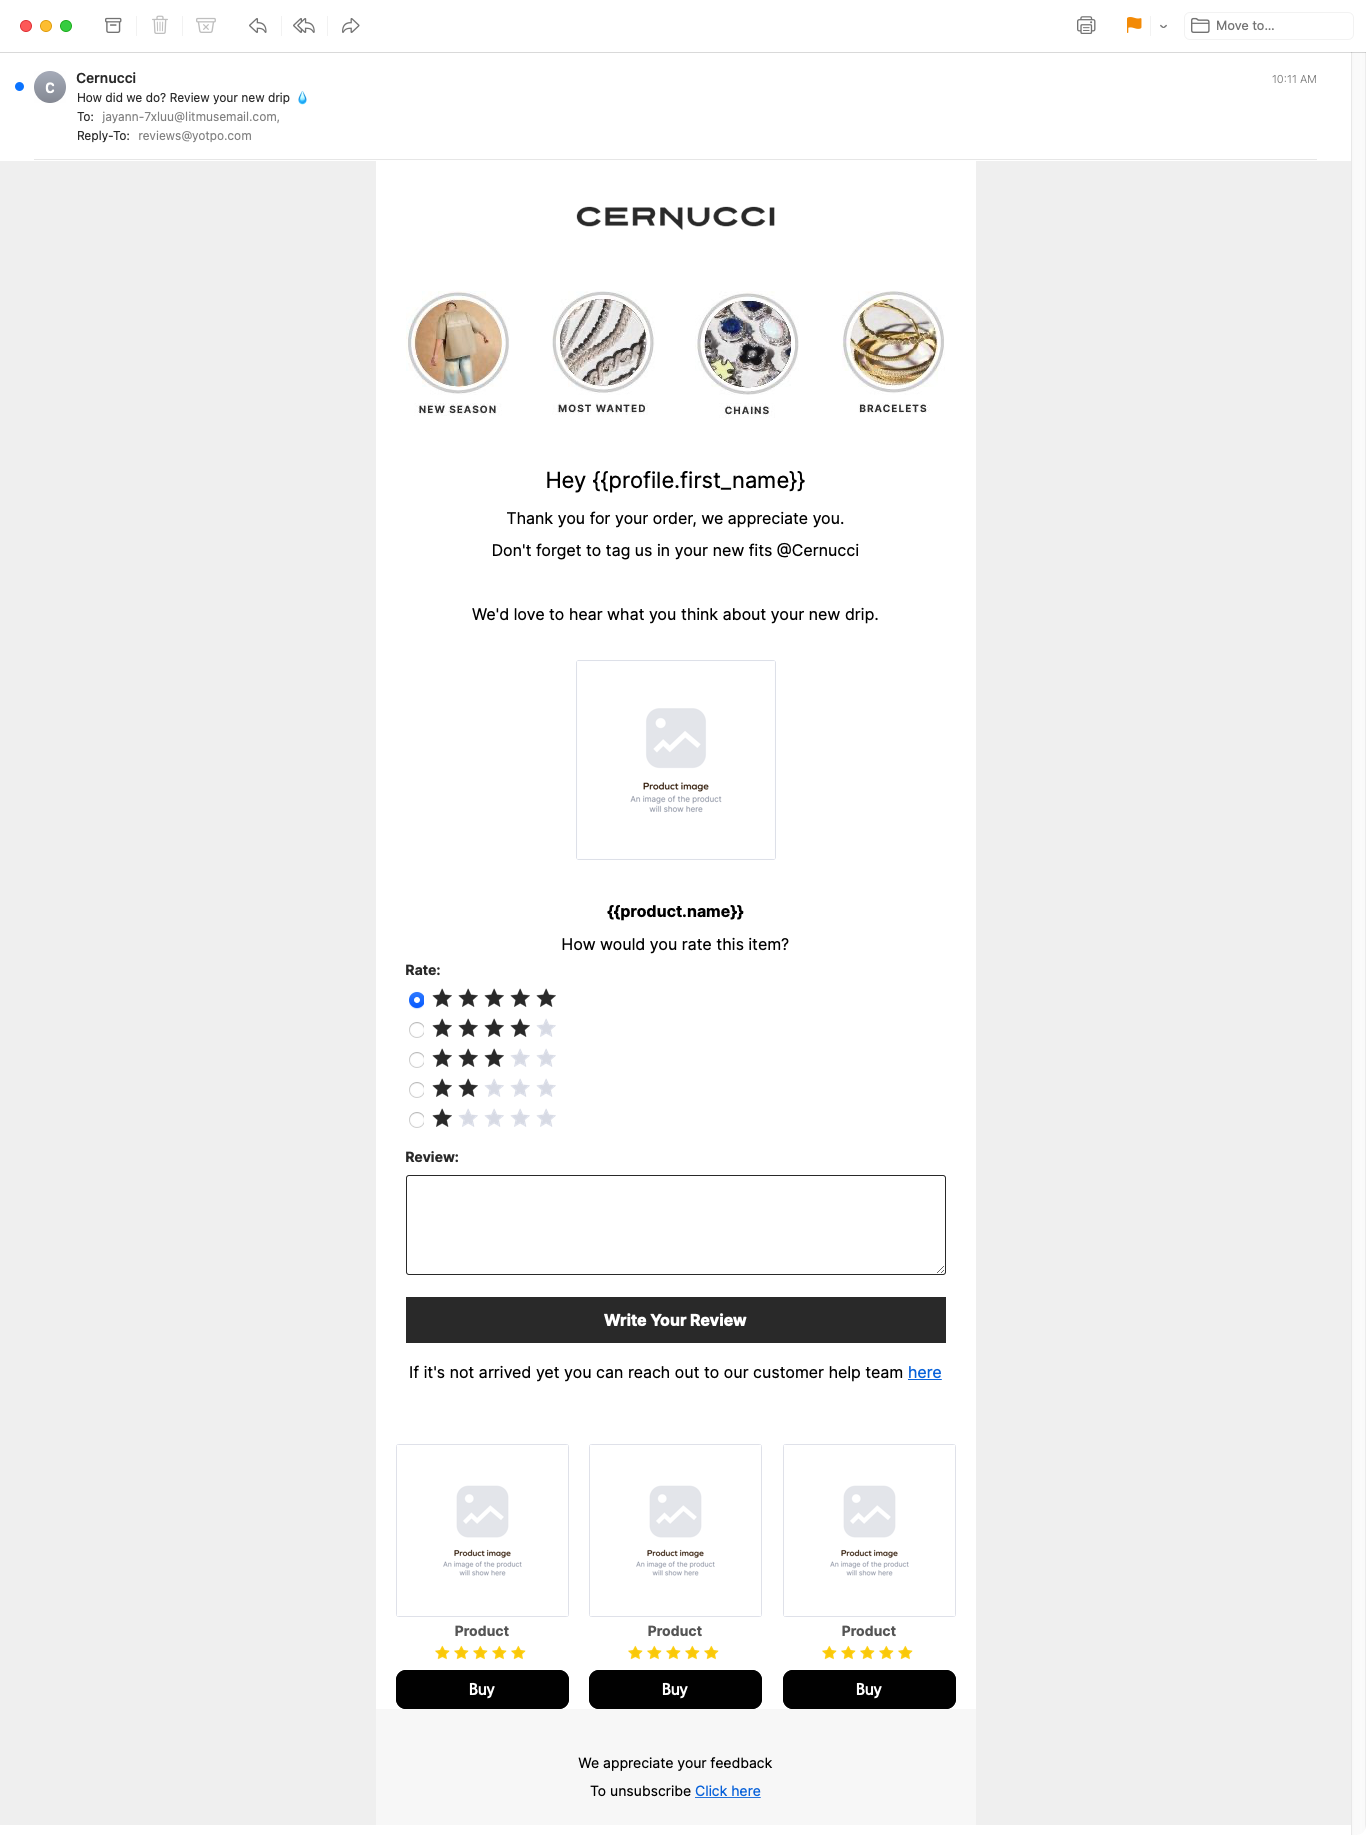 Move to...
C
Cernucci
10:11 AM
How did we do? Review your new drip 💧
To: jayann-7xluu@litmusemail.com,
Reply-To: reviews@yotpo.com
CERNUCCI
NEW SEASON
MOST WANTED
CHAINS
BRACELETS
Hey {{profile.first_name}}
Thank you for your order, we appreciate you.
Don't forget to tag us in your new fits @Cernucci
We'd love to hear what you think about your new drip.
Product image
An image of the product
will show here
{{product.name}}
How would you rate this item?
Rate:
Review:
Write Your Review
If it's not arrived yet you can reach out to our customer help team here
Product image
An image of the product
will show here
Product
Buy
Product image
An image of the product
will show here
Product
Buy
Product image
An image of the product
will show here
Product
Buy
We appreciate your feedback
To unsubscribe Click here